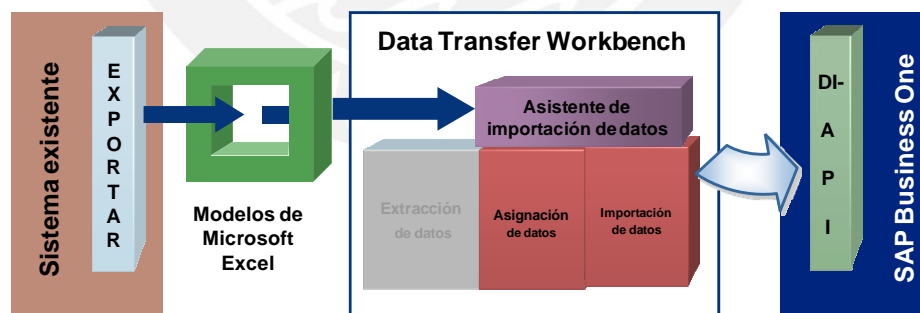 Sistema existente
EXPORTAR
Modelos de
Microsoft
Excel
Data Transfer Workbench
Asistente de
importación de datos
Extracción
de datos
Asignación
de datos
Importación
de datos
DI-
A
P
I
SAP Business One